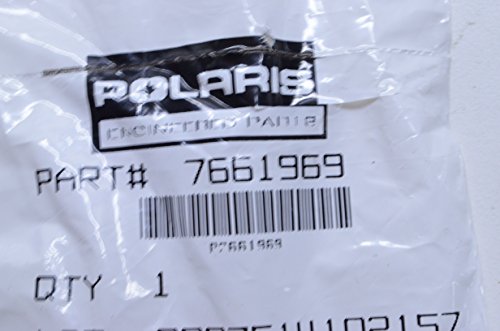 POLARIS
ENGINEERED PARTS
PART# 7661969
P7661969
QTY 1